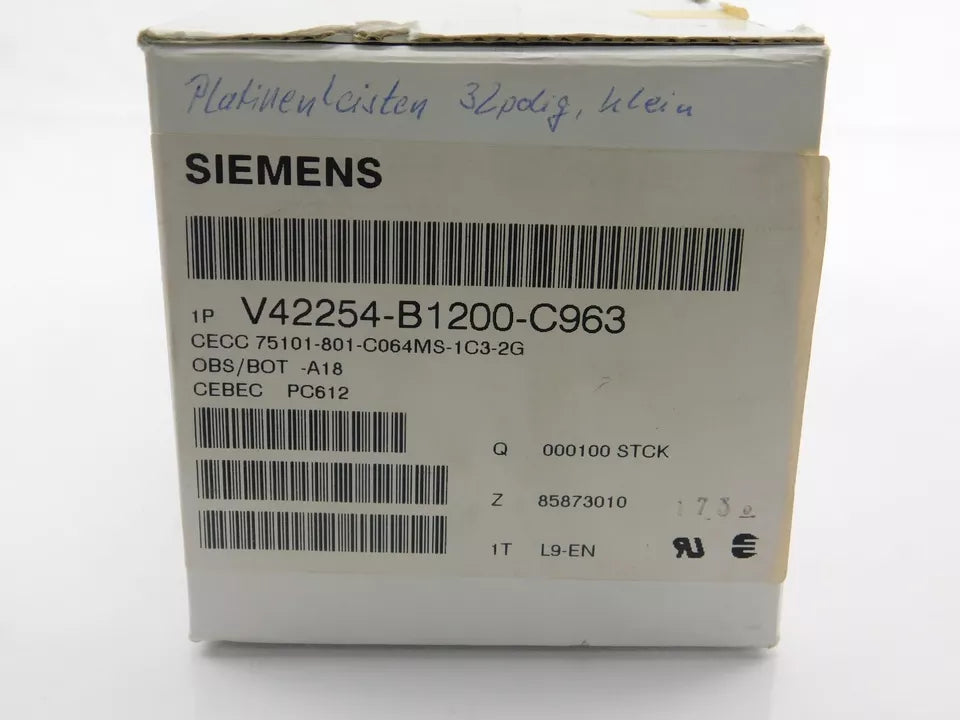 Platinenleisten 32polig, klein
SIEMENS
1P V42254-B1200-C963
CECC 75101-801-C064MS-1C3-2G
OBS/BOT -A18
CEBEC PC612
Q 000100 STCK
Z 85873010
1T L9-EN